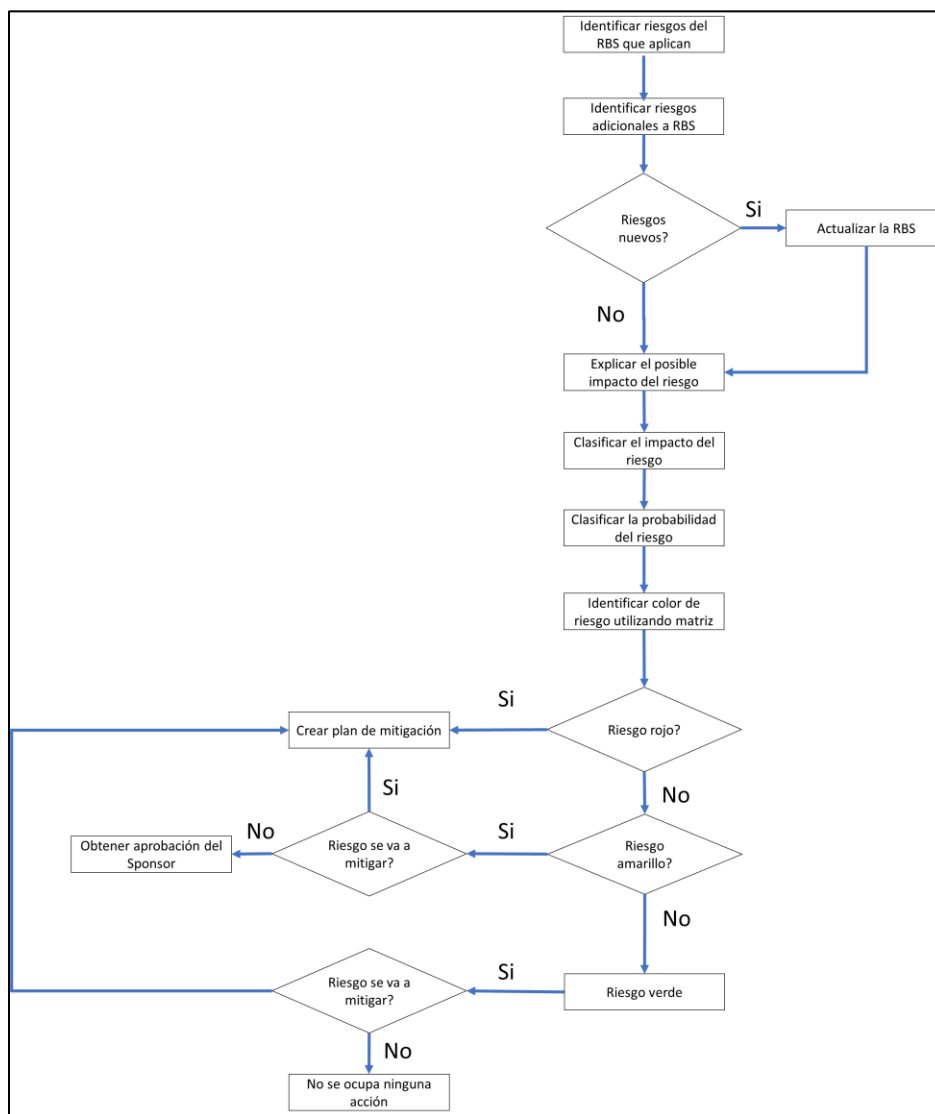 Identificar riesgos del
RBS que aplican
Identificar riesgos
adicionales a RBS
Riesgos
nuevos?
Si
Actualizar la RBS
No
Explicar el posible
impacto del riesgo
Clasificar el impacto del
riesgo
Clasificar la probabilidad
del riesgo
Identificar color de
riesgo utilizando matriz
Riesgo rojo?
Si
Crear plan de mitigación
No
Riesgo
amarillo?
Si
Riesgo se va a
mitigar?
Si
No
Obtener aprobación del
Sponsor
No
Riesgo verde
Si
Riesgo se va a
mitigar?
No
No se ocupa ninguna
acción